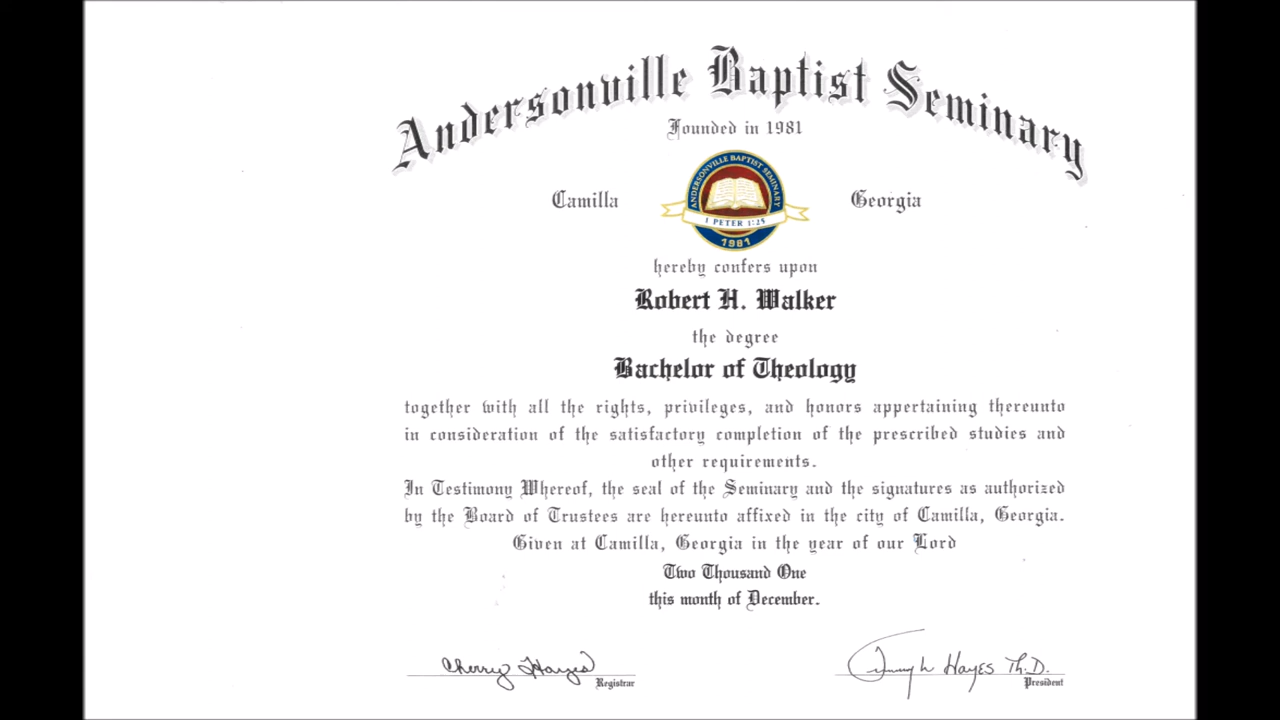 Andersonville Baptist Seminary
Founded in 1981
Camilla
Georgia
ANDERSONVILLE BAPTIST SEMINARY
1 PETER 1:25
1981
hereby confers upon
Robert H. Walker
the degree
Bachelor of Theology
together with all the rights, privileges, and honors appertaining thereunto
in consideration of the satisfactory completion of the prescribed studies and
other requirements.
In Testimony Whereof, the seal of the Seminary and the signatures as authorized
by the Board of Trustees are hereunto affixed in the city of Camilla, Georgia.
Given at Camilla, Georgia in the year of our Lord
Two Thousand One
this month of December.
Cherry Hayes
Hayes Th.D.
Registrar
President